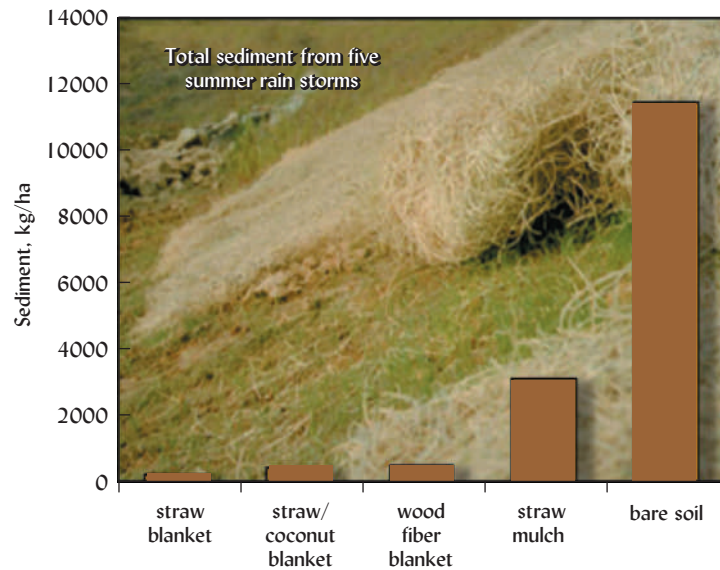 Total sediment from five
summer rain storms
Sediment, kg/ha
14000
12000
10000
8000
6000
4000
2000
0
straw
blanket
straw/
coconut
blanket
wood
fiber
blanket
straw
mulch
bare soil